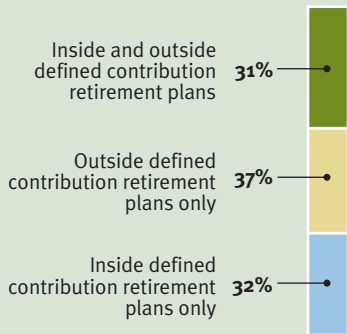 Inside and outside
defined contribution
retirement plans
31%
Outside defined
contribution retirement
plans only
37%
Inside defined
contribution retirement
plans only
32%